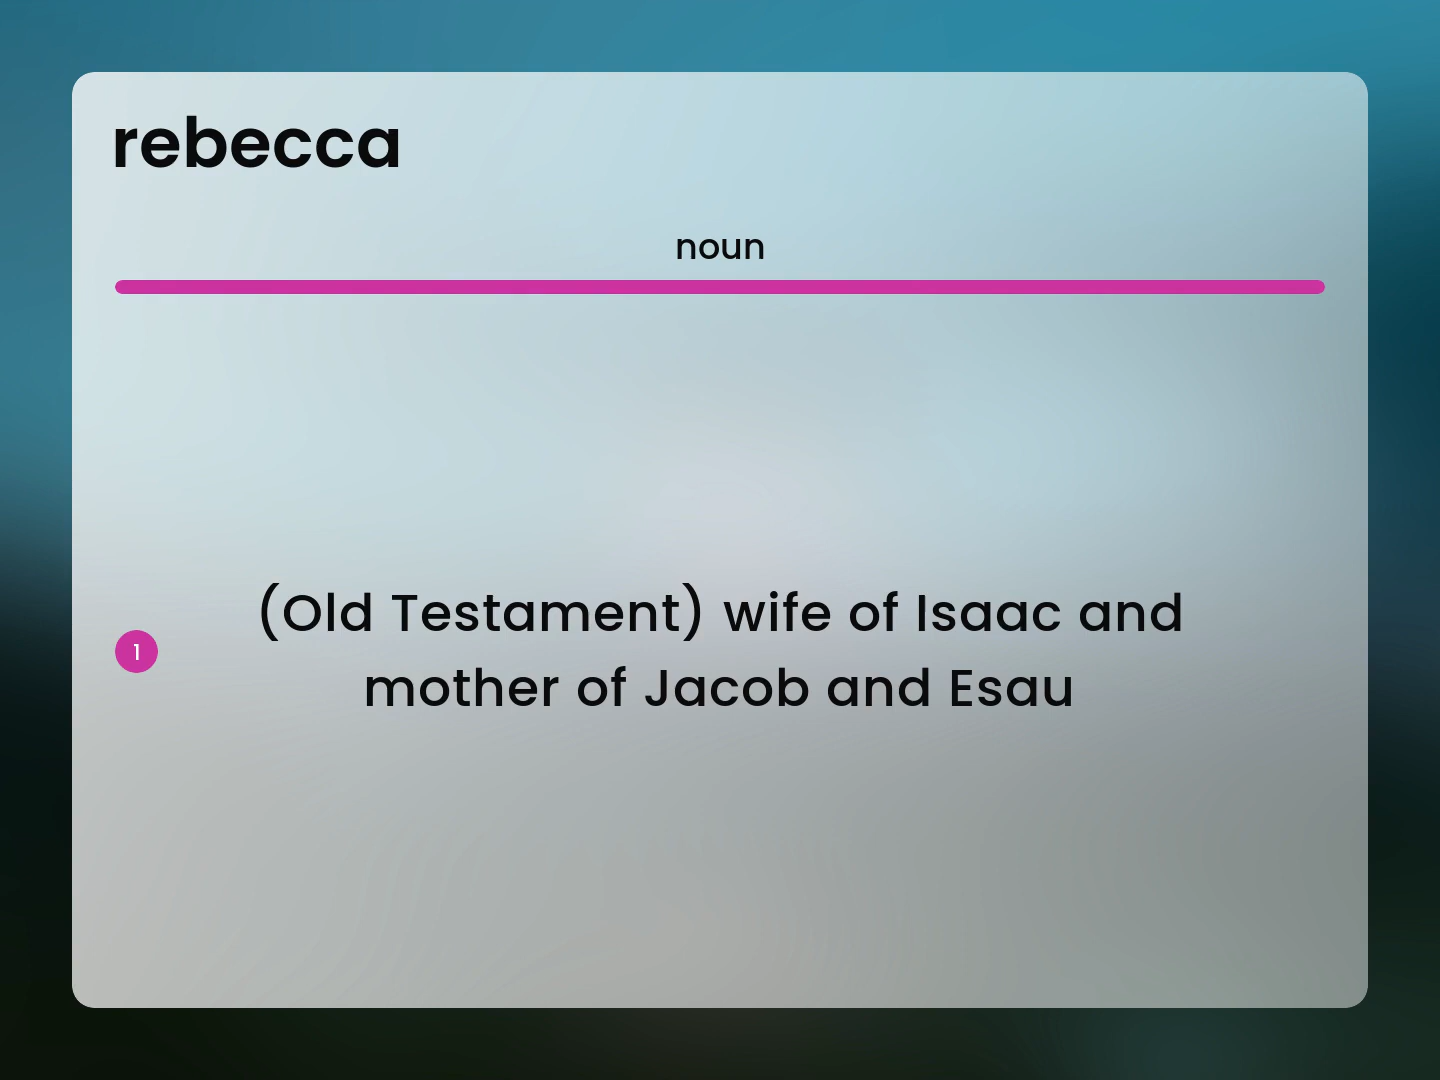 rebecca
noun
1
(Old Testament) wife of Isaac and
mother of Jacob and Esau